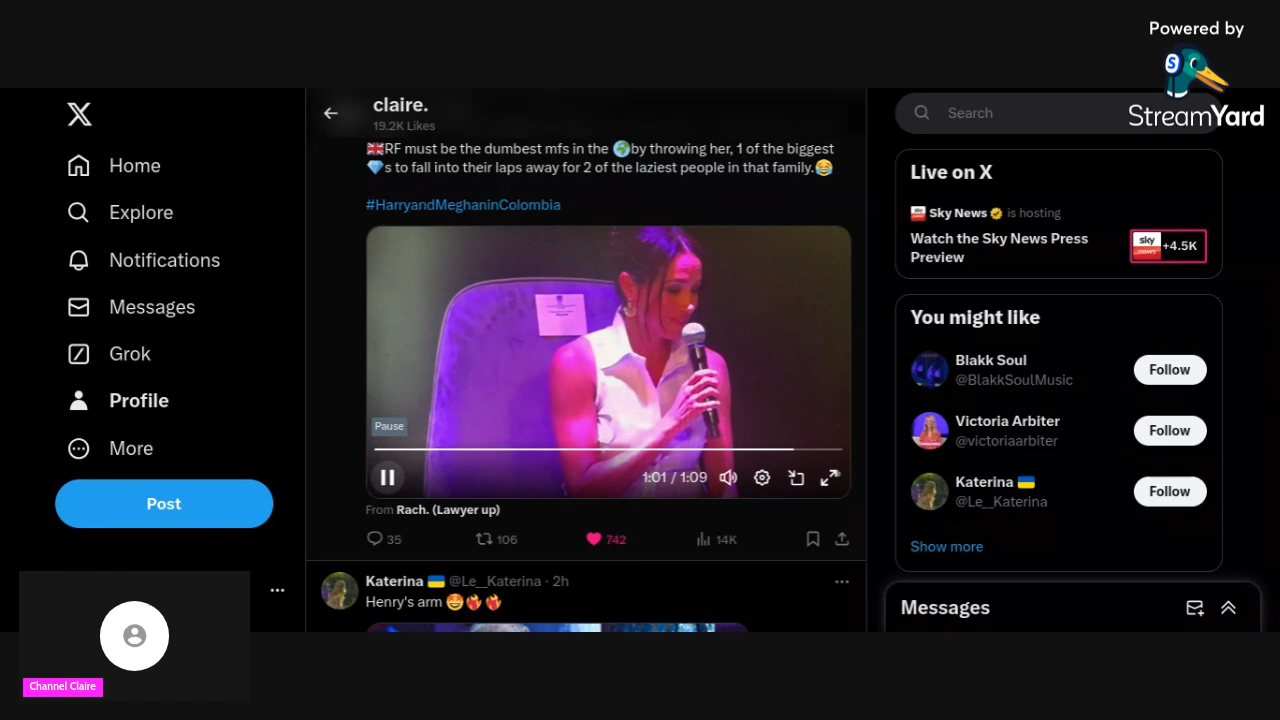 Powered by
StreamYard
S
X
Home
Explore
Notifications
Messages
Grok
Profile
More
Post
Channel Claire
claire.
19.2K Likes
🇬🇧RF must be the dumbest mfs in the 🌍by throwing her, 1 of the biggest
💎s to fall into their laps away for 2 of the laziest people in that family.😂
#HarryandMeghaninColombia
Pause
1:01 / 1:09
From Rach. (Lawyer up)
35
106
742
14K
Katerina 🇺🇦 @Le__Katerina · 2h
Henry's arm 🤩❤️‍🔥❤️‍🔥
Search
Live on X
Sky News is hosting
Watch the Sky News Press
Preview
sky
news
+4.5K
You might like
Blakk Soul
@BlakkSoulMusic
Follow
Victoria Arbiter
@victoriaarbiter
Follow
Katerina 🇺🇦
@Le__Katerina
Follow
Show more
Messages